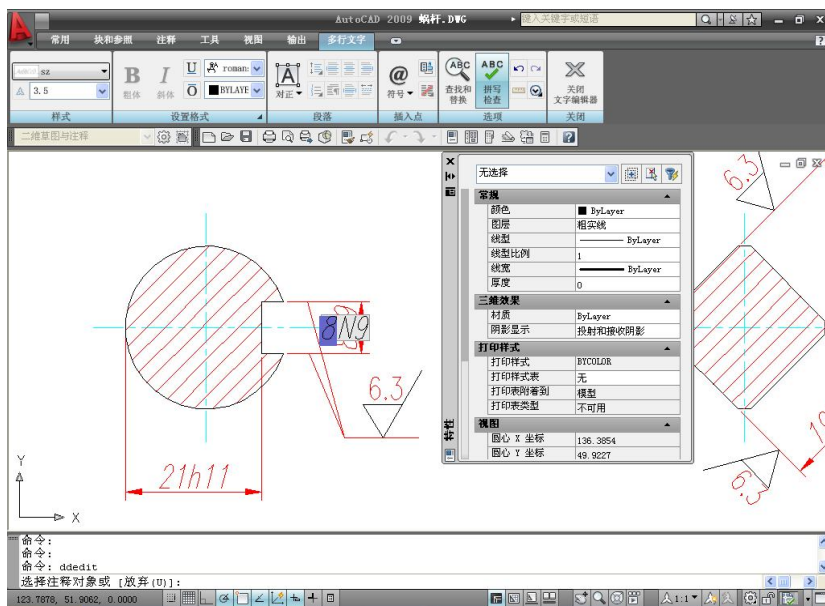 AutoCAD 2009 蜗杆.DWG
键入关键字或短语
常用 块和参照 注释 工具 视图 输出 多行文字
sz
3.5
样式
B I U O
粗体 斜体
roman:
BYLAYE
设置格式
A
对正
段落
@
符号
插入点
ABC
查找和
替换
ABC
拼写
检查
选项
关闭
文字编辑器
关闭
二维草图与注释
无选择
常规
颜色 ByLayer
图层 粗实线
线型 ByLayer
线型比例 1
线宽 ByLayer
厚度 0
三维效果
材质 ByLayer
阴影显示 投射和接收阴影
打印样式
打印样式 BYCOLOR
打印样式表 无
打印表附着到 模型
打印表类型 不可用
视图
圆心 X 坐标 136.3854
圆心 Y 坐标 49.9227
特性
8N9
6.3
21h11
6.3
6.3
Y
X
命令:
命令:
命令: ddedit
选择注释对象或 [放弃(U)]:
123.7878, 51.9062, 0.0000
1:1